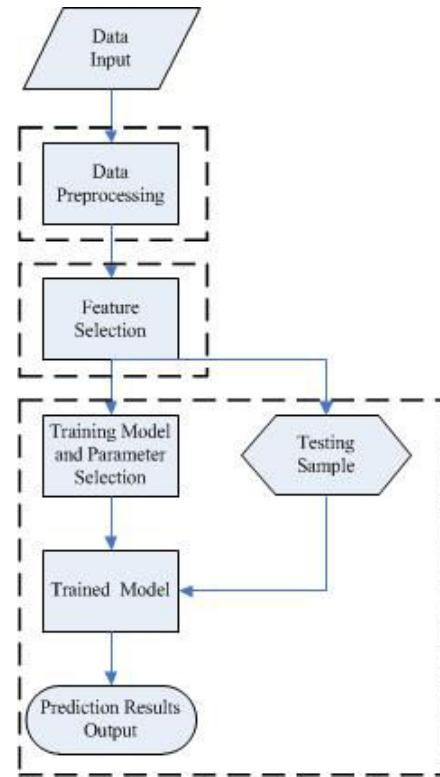 Data
Input
Data
Preprocessing
Feature
Selection
Training Model
and Parameter
Selection
Testing
Sample
Trained Model
Prediction Results
Output